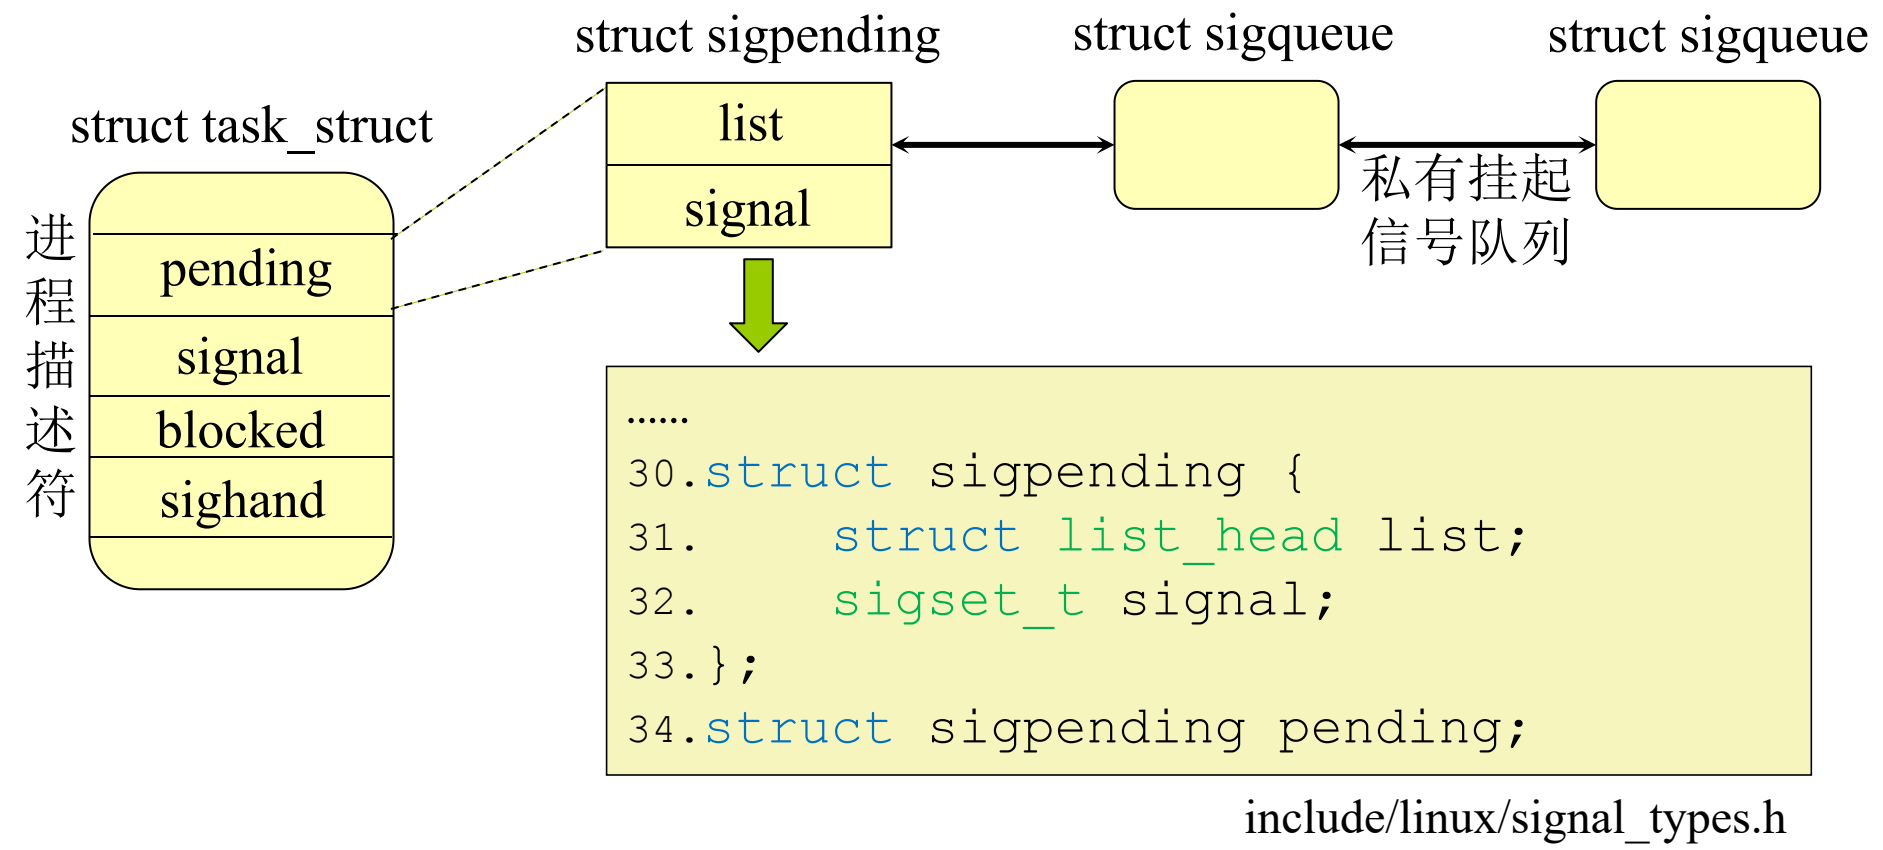 struct sigpending
struct sigqueue
struct sigqueue
struct task_struct
进程描述符
pending
signal
blocked
sighand
list
signal
私有挂起
信号队列
……
30.struct sigpending {
31.    struct list_head list;
32.    sigset_t signal;
33.};
34.struct sigpending pending;
include/linux/signal_types.h